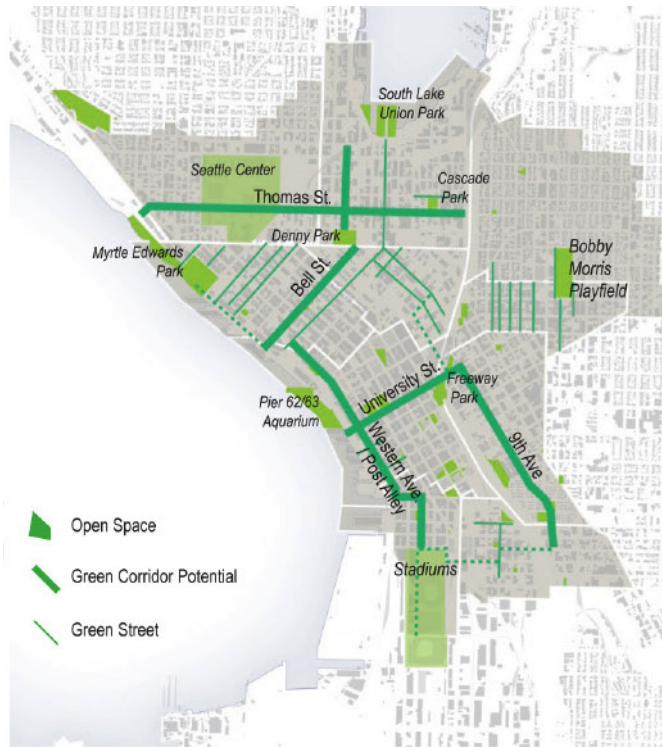 South Lake
Union Park
Seattle Center
Cascade
Park
Thomas St.
Denny Park
Myrtle Edwards
Park
Bell St.
Bobby
Morris
Playfield
Pier 62/63
Aquarium
University St.
Freeway
Park
Western Ave.
/ Post Alley
9th Ave
Stadiums
Open Space
Green Corridor Potential
Green Street